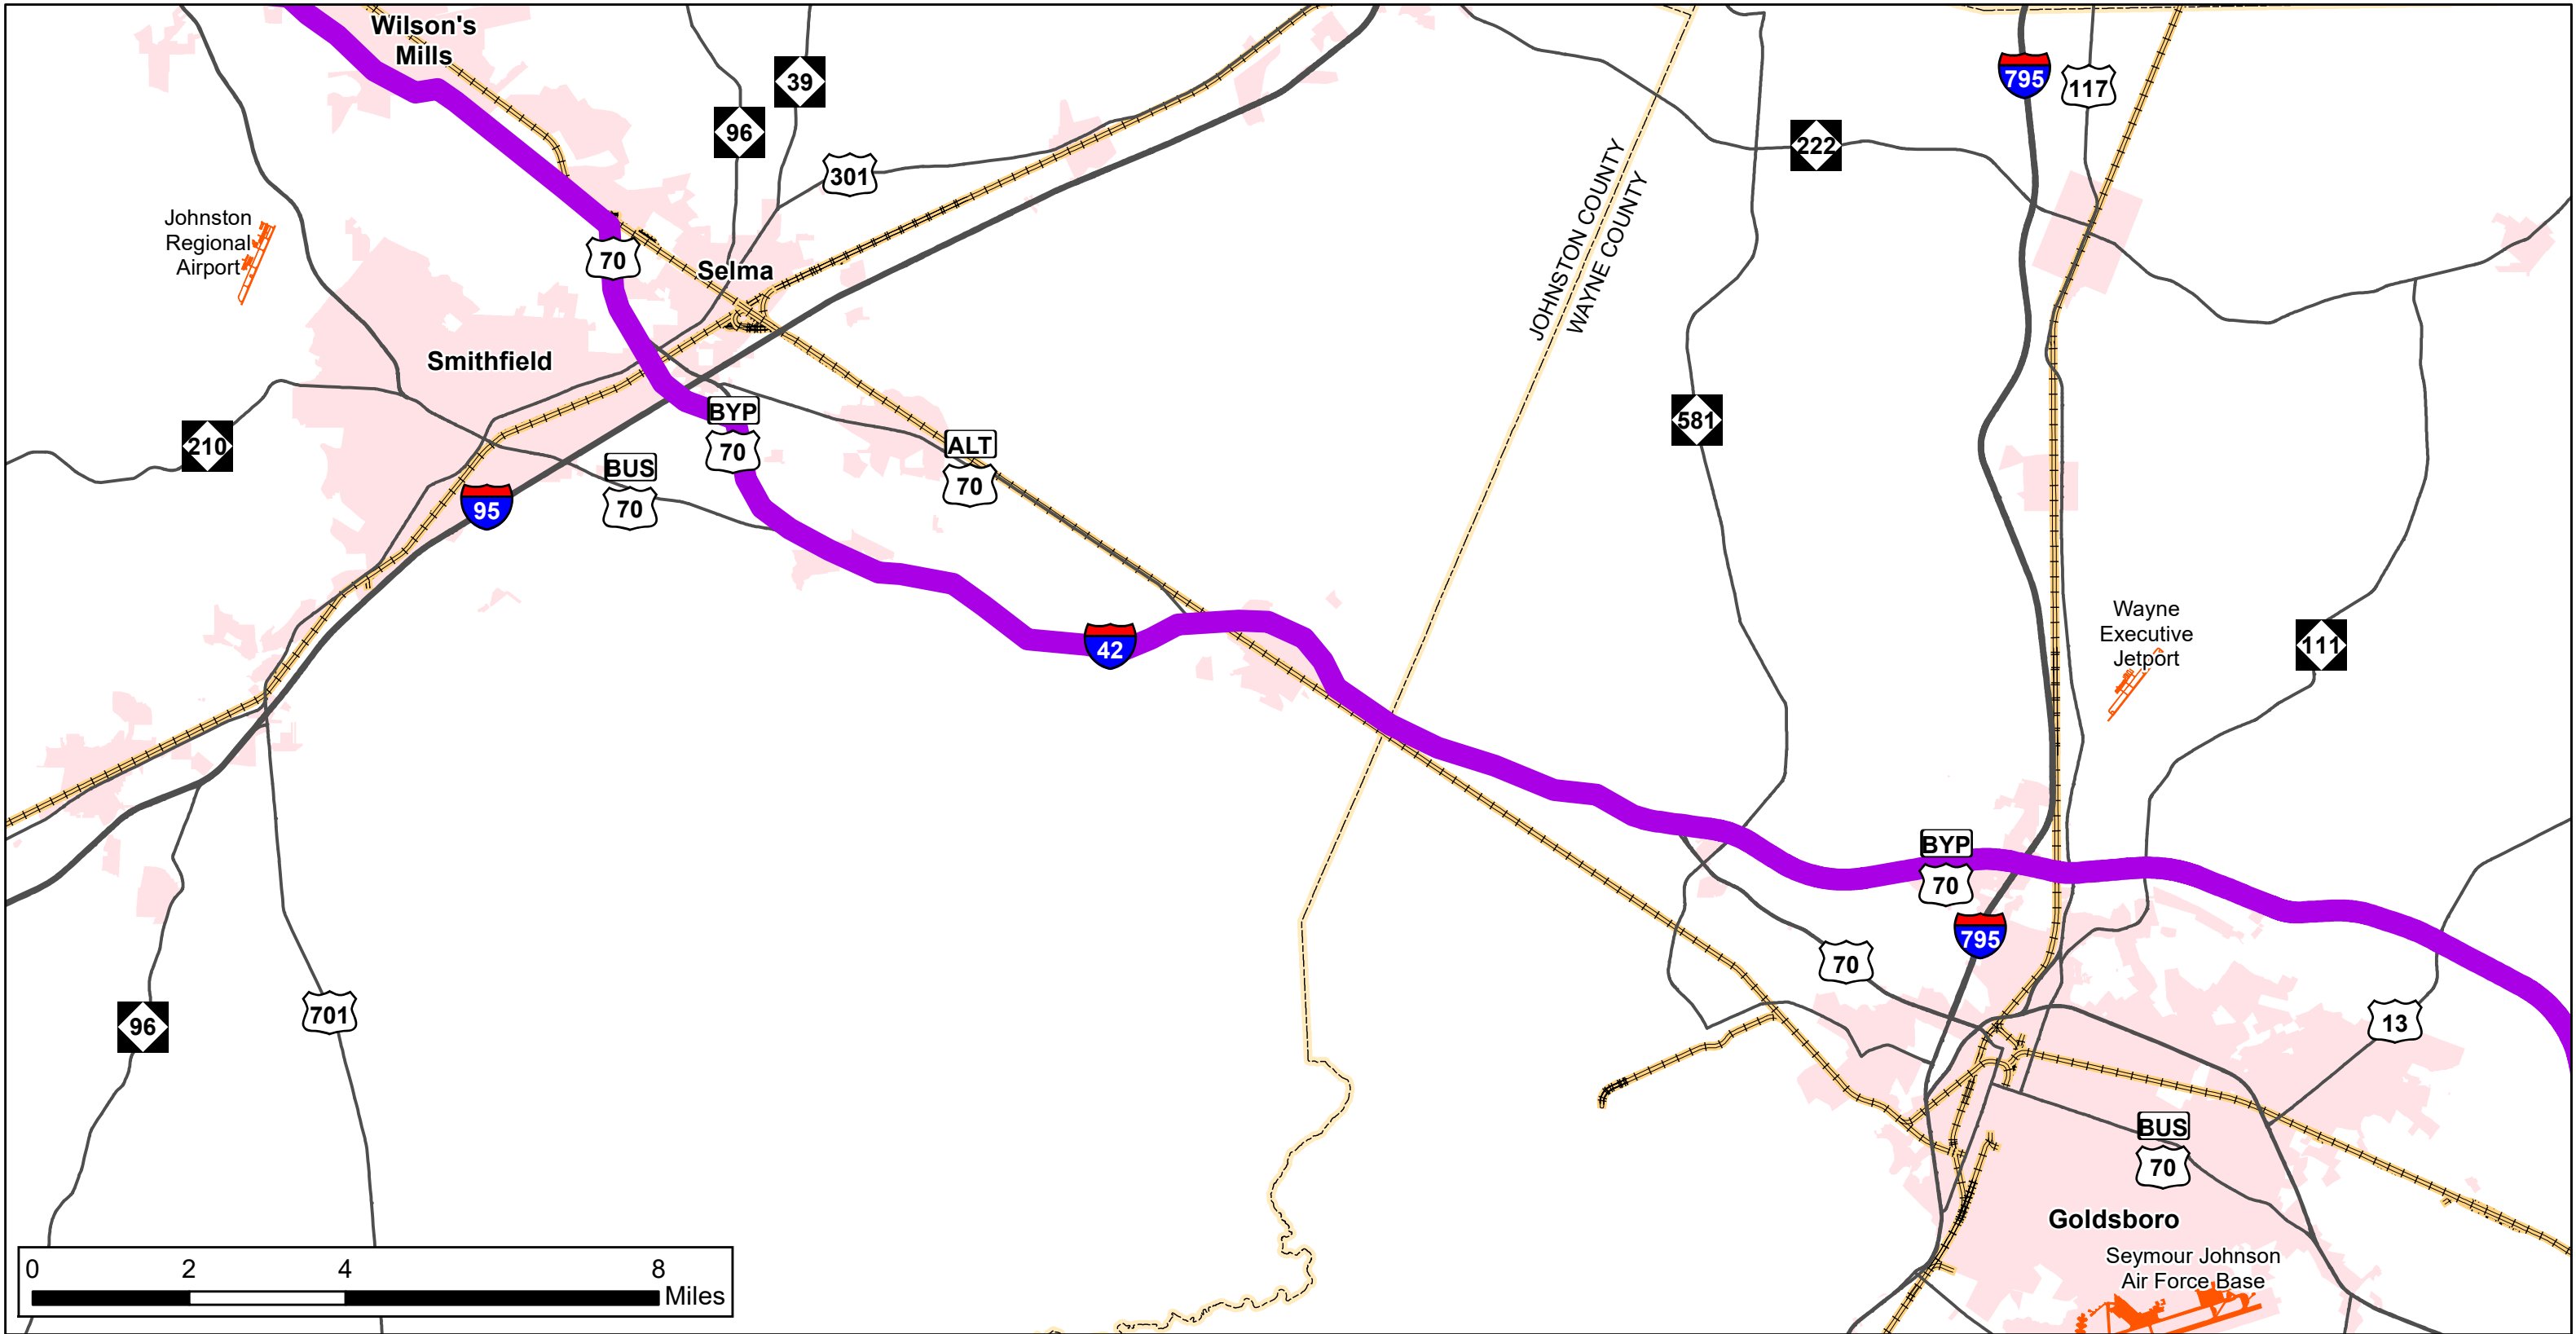 Wilson's
Mills
39
96
301
795
117
222
JOHNSTON COUNTY
WAYNE COUNTY
Johnston
Regional
Airport
70
Selma
Smithfield
210
BYP
70
BUS
70
ALT
70
95
581
42
Wayne
Executive
Jetport
111
BYP
70
795
70
96
701
13
BUS
70
Goldsboro
Seymour Johnson
Air Force Base
0 2 4 8
Miles